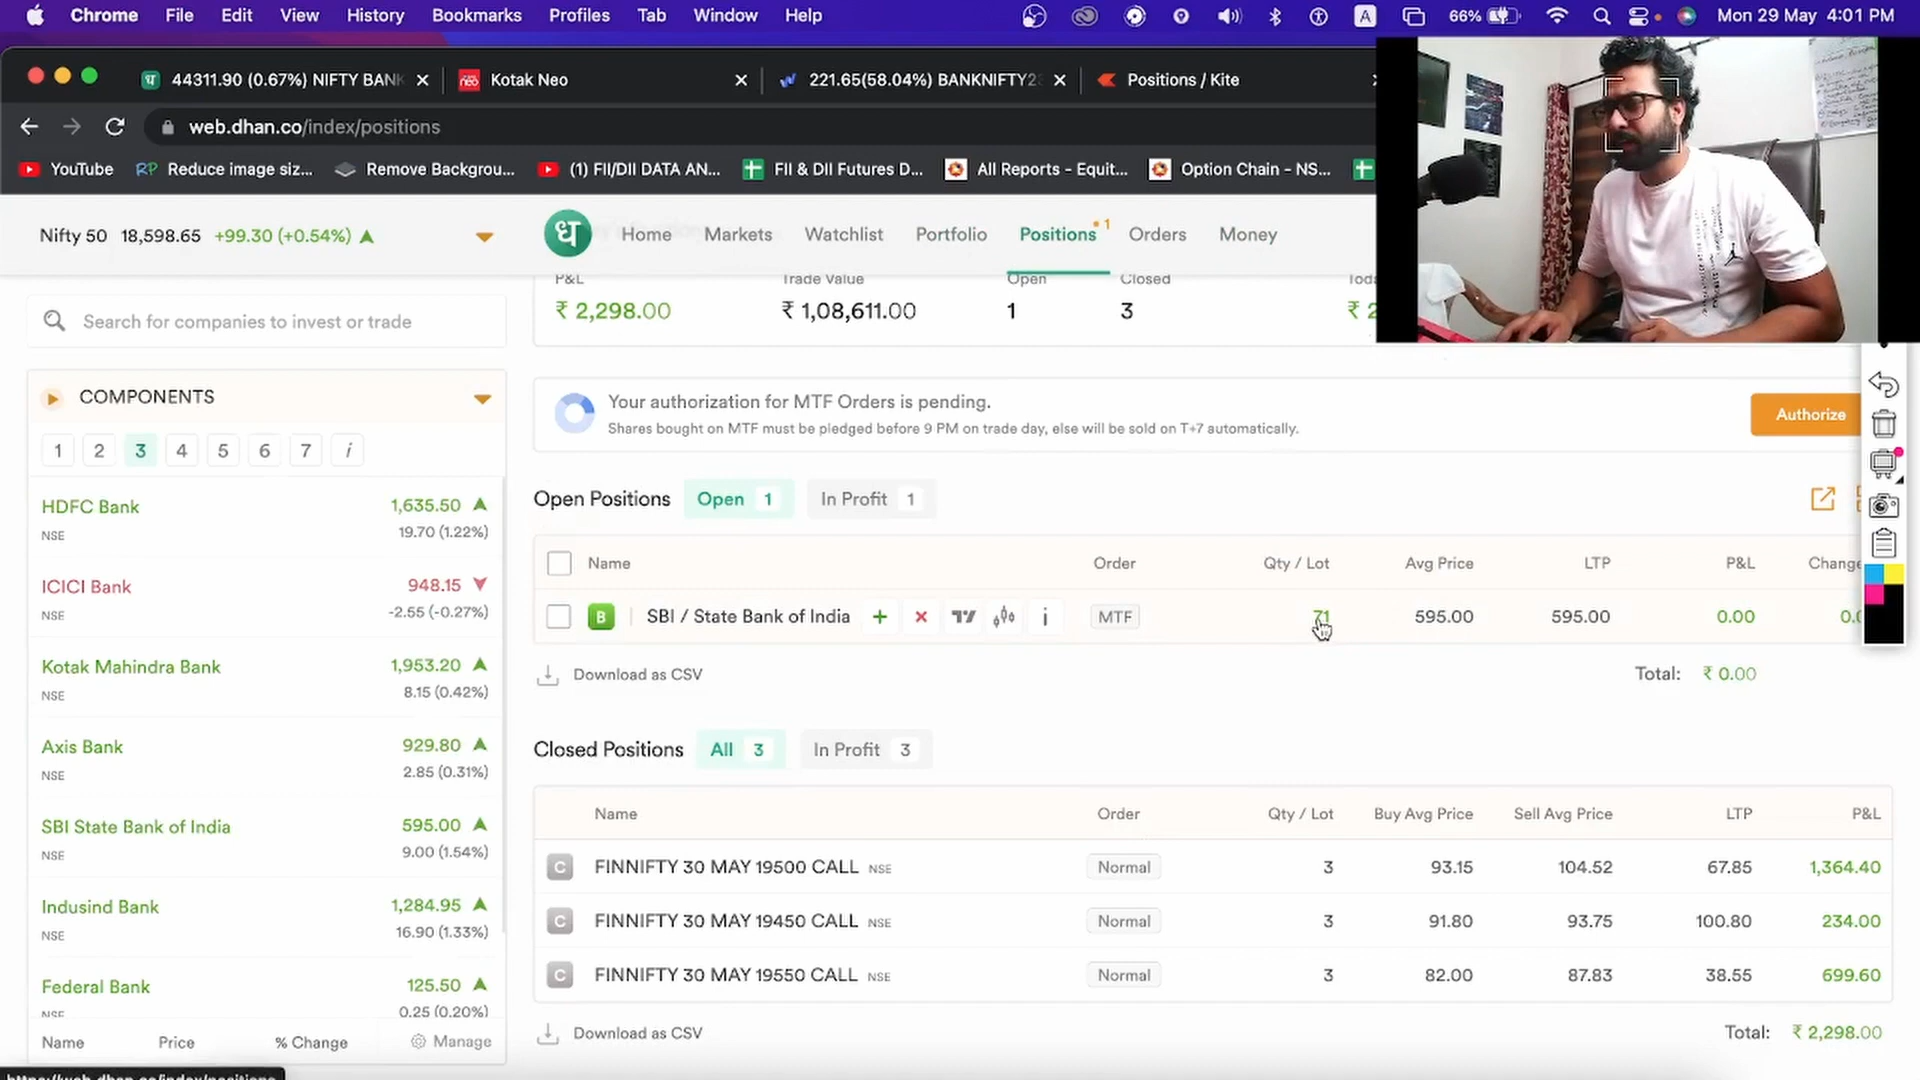 Chrome File Edit View History Bookmarks Profiles Tab Window Help A 66% Mon 29 May 4:01 PM
ध 44311.90 (0.67%) NIFTY BANK neo Kotak Neo 221.65(58.04%) BANKNIFTY2 Positions / Kite
web.dhan.co/index/positions
YouTube RP Reduce image siz... Remove Backgrou... (1) FII/DII DATA AN... FII & DII Futures D... All Reports - Equit... Option Chain - NS...
Nifty 50 18,598.65 +99.30 (+0.54%) ध Home Markets Watchlist Portfolio Positions 1 Orders Money
P&L Trade Value Open Closed
₹ 2,298.00 ₹ 1,08,611.00 1 3
Search for companies to invest or trade
COMPONENTS
1 2 3 4 5 6 7 i
HDFC Bank 1,635.50
NSE 19.70 (1.22%)
ICICI Bank 948.15
NSE -2.55 (-0.27%)
Kotak Mahindra Bank 1,953.20
NSE 8.15 (0.42%)
Axis Bank 929.80
NSE 2.85 (0.31%)
SBI State Bank of India 595.00
NSE 9.00 (1.54%)
Indusind Bank 1,284.95
NSE 16.90 (1.33%)
Federal Bank 125.50
NSE 0.25 (0.20%)
Name Price % Change Manage
Your authorization for MTF Orders is pending.
Shares bought on MTF must be pledged before 9 PM on trade day, else will be sold on T+7 automatically.
Authorize
Open Positions Open 1 In Profit 1
Name Order Qty / Lot Avg Price LTP P&L Change
B SBI / State Bank of India i MTF 71 595.00 595.00 0.00
Download as CSV Total: ₹ 0.00
Closed Positions All 3 In Profit 3
Name Order Qty / Lot Buy Avg Price Sell Avg Price LTP P&L
C FINNIFTY 30 MAY 19500 CALL NSE Normal 3 93.15 104.52 67.85 1,364.40
C FINNIFTY 30 MAY 19450 CALL NSE Normal 3 91.80 93.75 100.80 234.00
C FINNIFTY 30 MAY 19550 CALL NSE Normal 3 82.00 87.83 38.55 699.60
Download as CSV Total: ₹ 2,298.00
https://web.dhan.co/index/positions